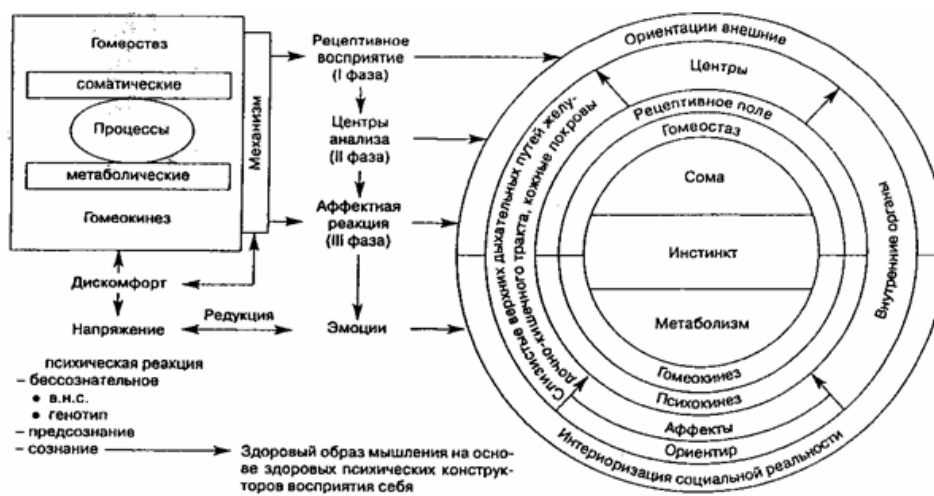 Гомерстаз
соматические
Процессы
метаболические
Гомеокинез
Механизм
Дискомфорт
Напряжение
Редукция
Рецептивное
восприятие
(I фаза)
Центры
анализа
(II фаза)
Аффектная
реакция
(III фаза)
Эмоции
психическая реакция
– бессознательное
• в.н.с.
• генотип
– предсознание
– сознание
Здоровый образ мышления на осно-
ве здоровых психических конструк-
торов восприятия себя
Ориентации внешние
Центры
Рецептивное поле
Гомеостаз
Сома
Инстинкт
Метаболизм
Гомеокинез
Психокинез
Аффекты
Ориентир
Интериоризация социальной реальности
Слизистые верхних дыхательных путей желу-
дочно-кишечного тракта, кожные покровы
Внутренние органы